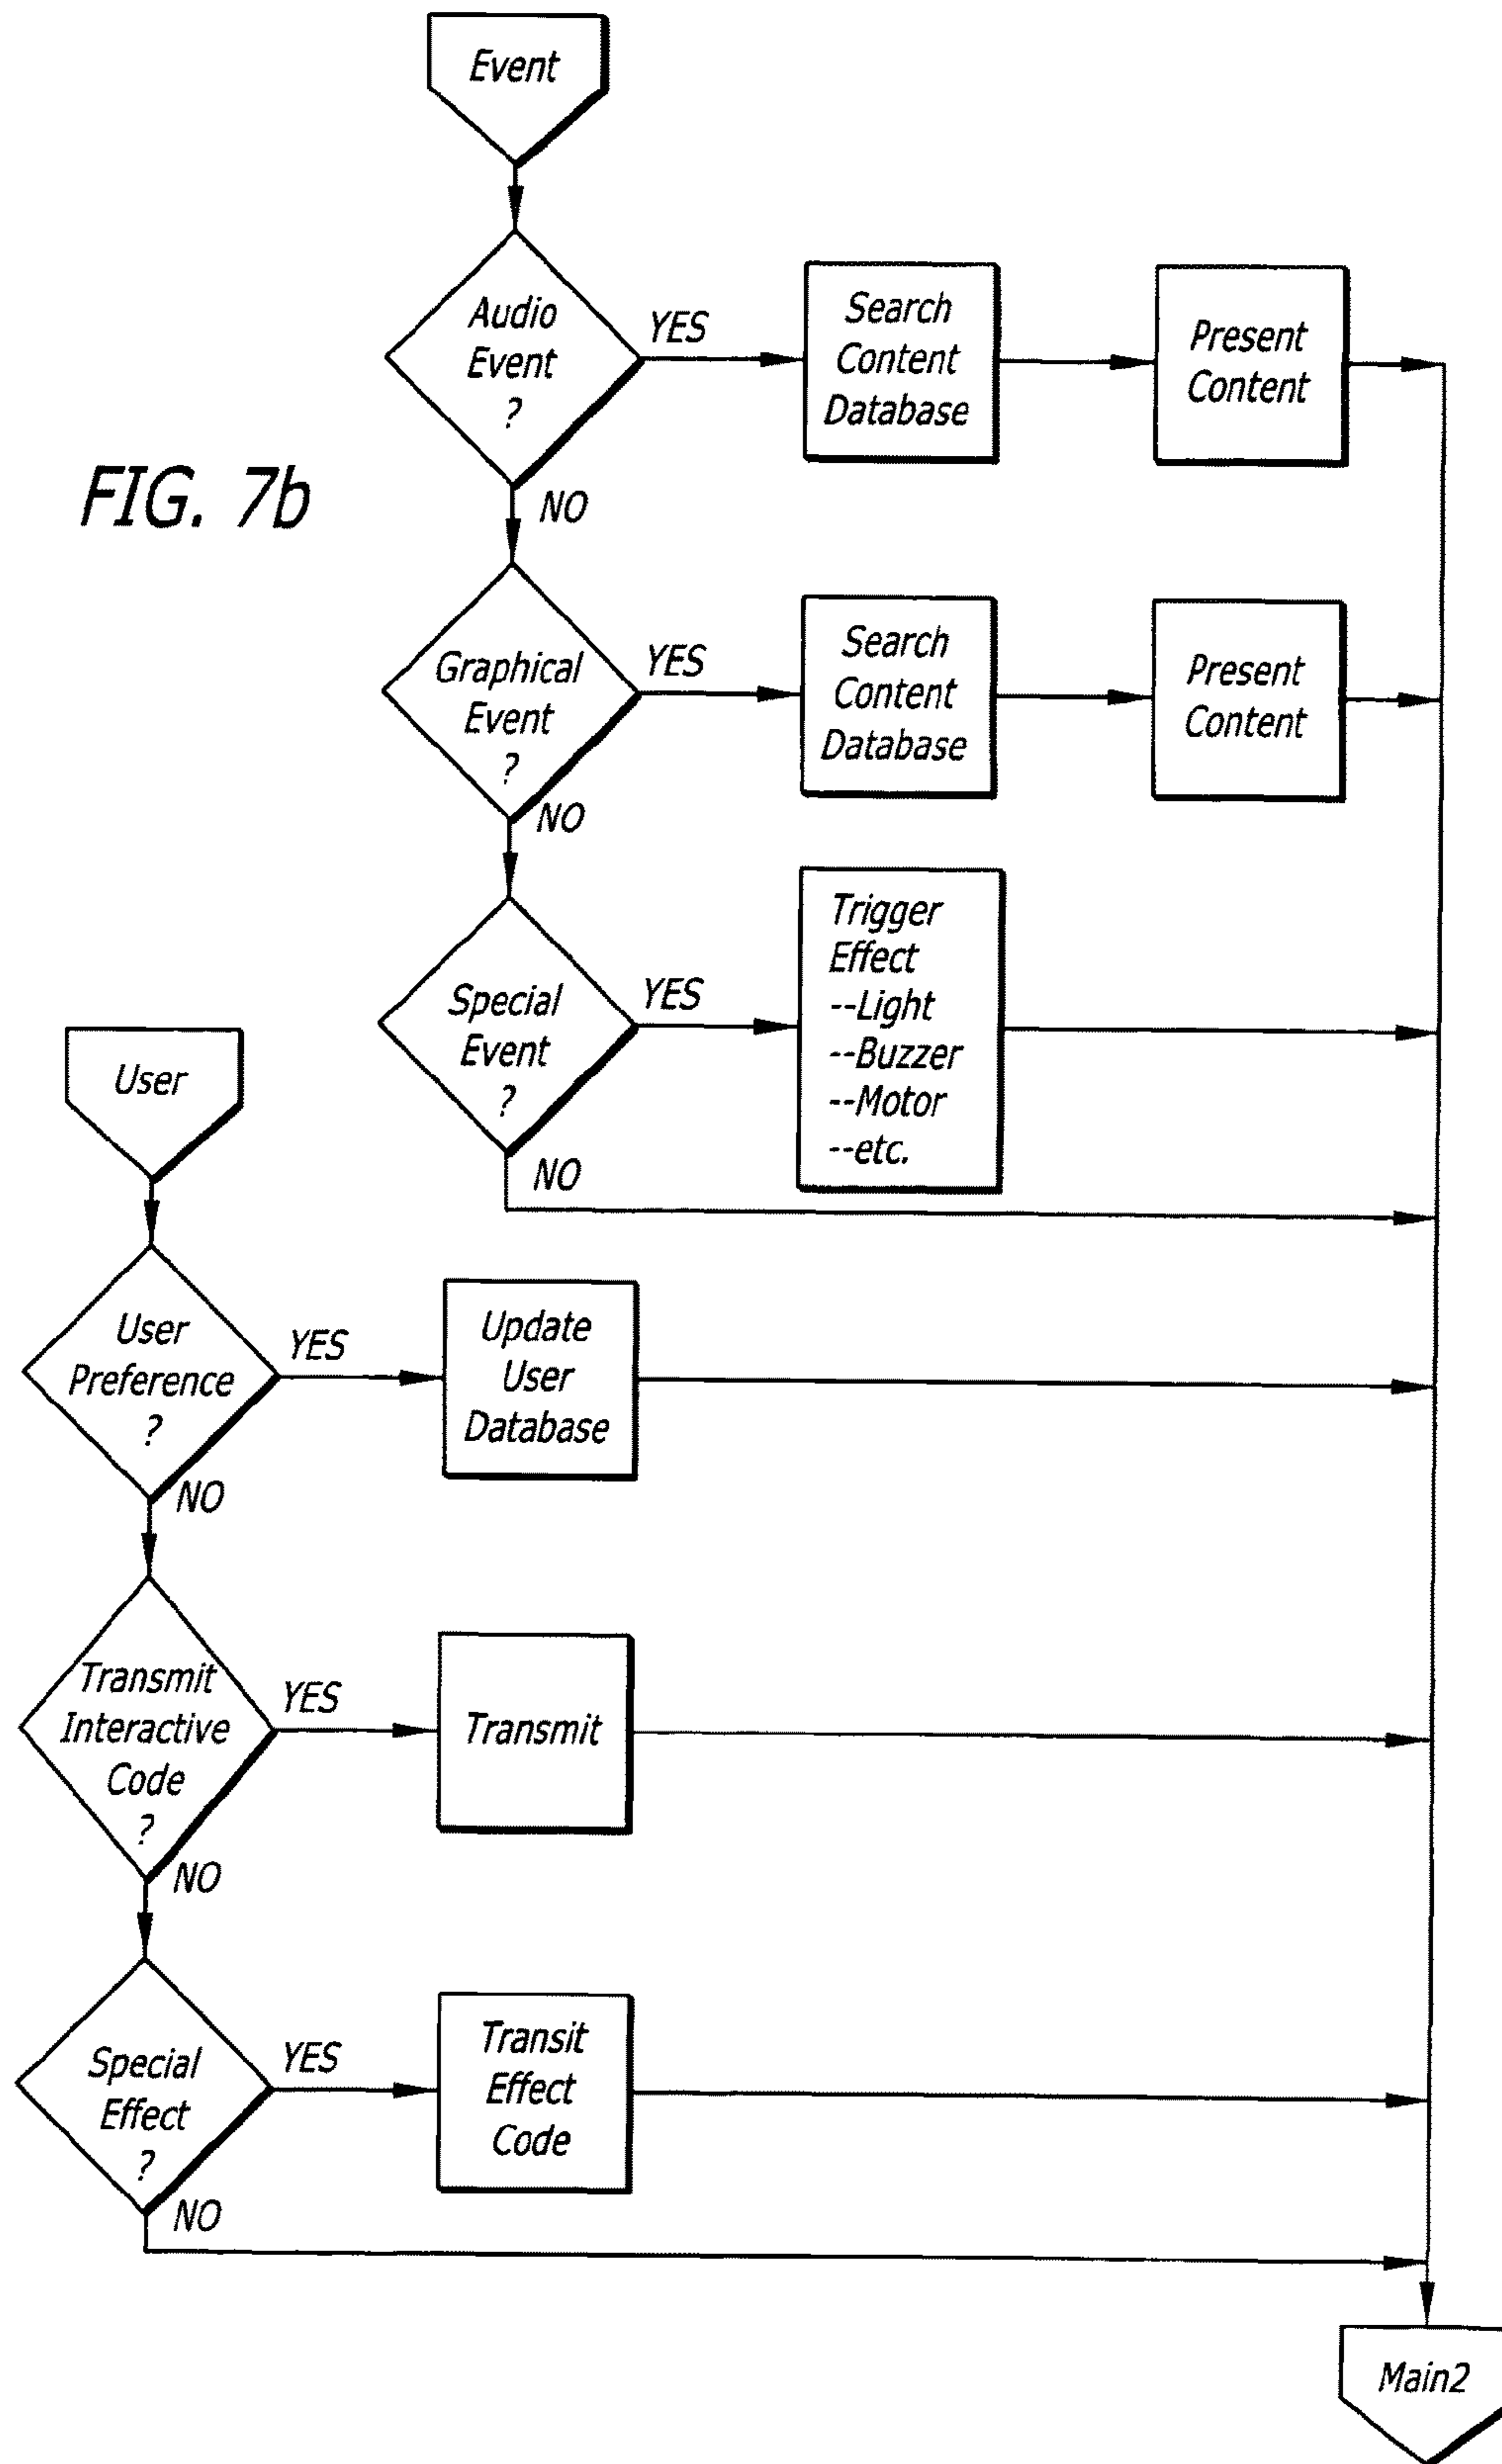 Event
Audio
Event
?
YES
Search
Content
Database
Present
Content
NO
FIG. 7b
Graphical
Event
?
YES
Search
Content
Database
Present
Content
NO
Special
Event
?
YES
Trigger
Effect
--Light
--Buzzer
--Motor
--etc.
NO
User
User
Preference
?
YES
Update
User
Database
NO
Transmit
Interactive
Code
?
YES
Transmit
NO
Special
Effect
?
YES
Transit
Effect
Code
NO
Main2